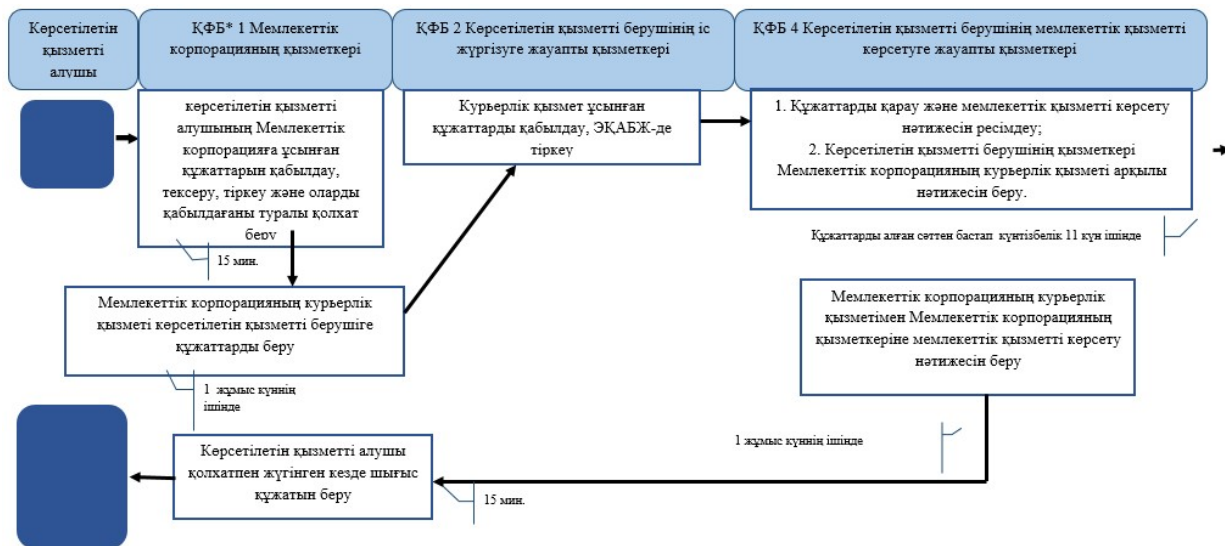 Көрсетілетін
қызметті
алушы
ҚФБ* 1 Мемлекеттік
корпорацияның қызметкері
ҚФБ 2 Көрсетілетін қызметті берушінің іс
жүргізуге жауапты қызметкері
ҚФБ 4 Көрсетілетін қызметті берушінің мемлекеттік қызметті
көрсетуге жауапты қызметкері
көрсетілетін қызметті
алушының Мемлекеттік
корпорацияға ұсынған
құжаттарын қабылдау,
тексеру, тіркеу және оларды
қабылдағаны туралы қолхат
беру
Курьерлік қызмет ұсынған
құжаттарды қабылдау, ЭҚАБЖ-де
тіркеу
1. Құжаттарды қарау және мемлекеттік қызметті көрсету
нәтижесін ресімдеу;
2. Көрсетілетін қызметті берушінің қызметкері
Мемлекеттік корпорацияның курьерлік қызметі арқылы
нәтижесін беру.
15 мин.
Құжаттарды алған сәттен бастап күнтізбелік 11 күн ішінде
Мемлекеттік корпорацияның курьерлік
қызметі көрсетілетін қызметті берушіге
құжаттарды беру
Мемлекеттік корпорацияның курьерлік
қызметімен Мемлекеттік корпорацияның
қызметкеріне мемлекеттік қызметті көрсету
нәтижесін беру
1 жұмыс күннің
ішінде
1 жұмыс күннің ішінде
Көрсетілетін қызметті алушы
қолхатпен жүгінген кезде шығыс
құжатын беру
15 мин.